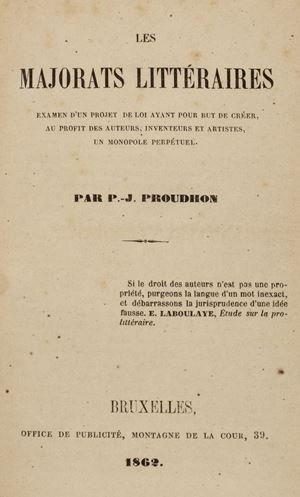 LES
MAJORATS LITTÉRAIRES
EXAMEN D'UN PROJET DE LOI AYANT POUR BUT DE CRÉER,
AU PROFIT DES AUTEURS, INVENTEURS ET ARTISTES,
UN MONOPOLE PERPÉTUEL.
PAR P.-J. PROUDHON
Si le droit des auteurs n'est pas une pro-
priété, purgeons la langue d'un mot inexact,
et débarrassons la jurisprudence d'une idée
fausse. E. LABOULAYE, Étude sur la pro-
littéraire.
BRUXELLES,
OFFICE DE PUBLICITÉ, MONTAGNE DE LA COUR, 39.
1862.